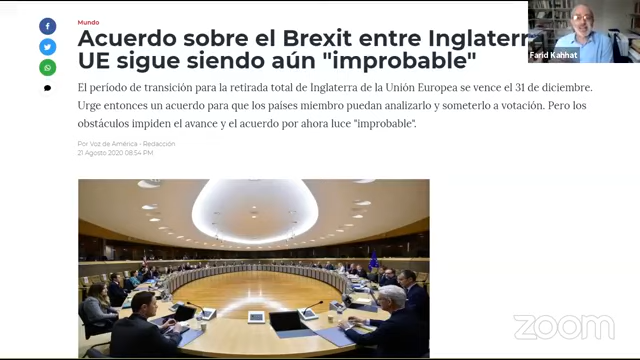 Mundo
Acuerdo sobre el Brexit entre
UE sigue siendo aún "improbable"
El período de transición para la retirada total de Inglaterra de la Unión Europea se vence el 31 de diciembre.
Urge entonces un acuerdo para que los países miembro puedan analizarlo y someterlo a votación. Pero los
obstáculos impiden el avance y el acuerdo por ahora luce "improbable".
Por Voz de América - Redacción
21 Agosto 2020 08:54 PM
Farid Kahhat
zoom